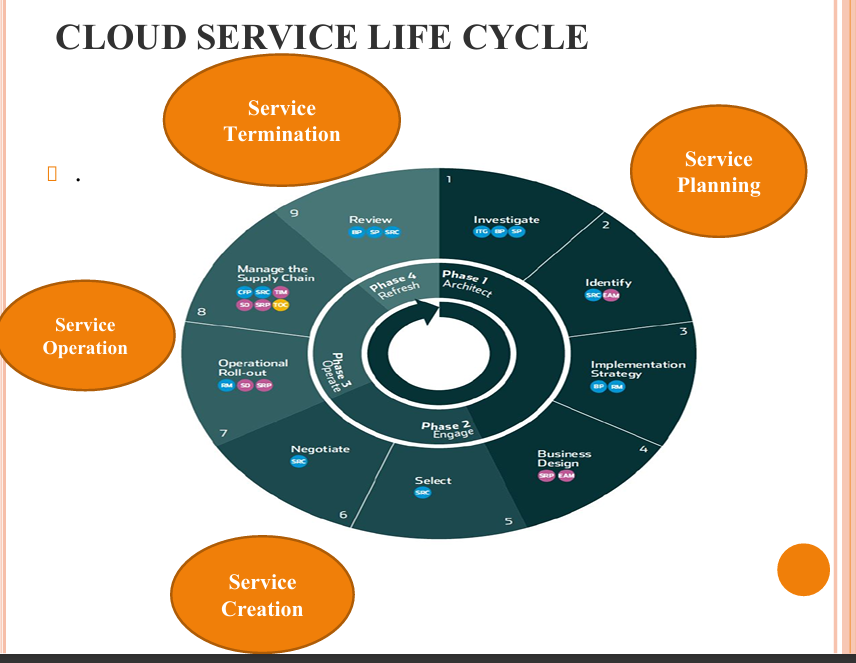 CLOUD SERVICE LIFE CYCLE
Service
Termination
Service
Planning
.
1
Investigate
ITG BP SP
2
Identify
SRC EAM
3
Implementation
Strategy
BP RM
4
Business
Design
SRP EAM
5
Select
SRC
6
Negotiate
SRC
7
Operational
Roll-out
RM SD SRP
8
Manage the
Supply Chain
CFP SRC TIM
SD SRP TDC
9
Review
BP SP SRC
Phase 1
Architect
Phase 2
Engage
Phase 3
Operate
Phase 4
Refresh
Service
Operation
Service
Creation